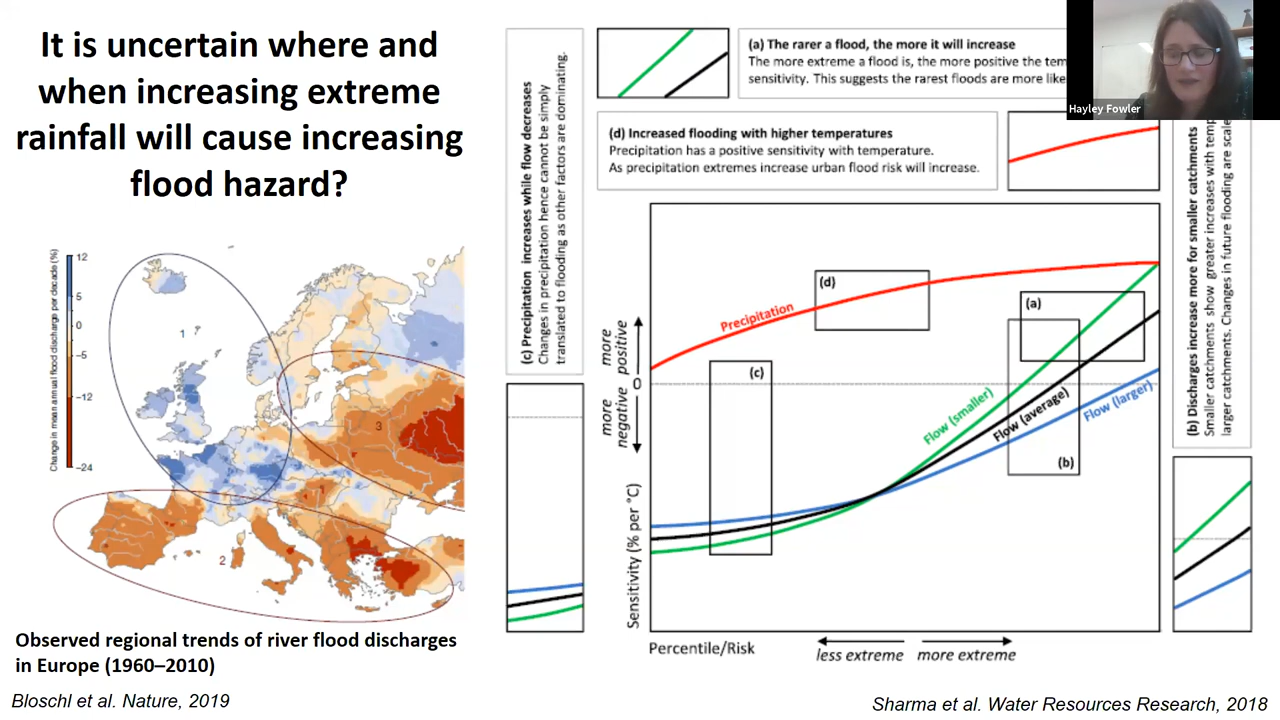 It is uncertain where and
when increasing extreme
rainfall will cause increasing
flood hazard?
Change in mean annual flood discharge per decade (%)
12
5
0
−5
−12
−24
1
2
3
Observed regional trends of river flood discharges
in Europe (1960–2010)
Bloschl et al. Nature, 2019
(c) Precipitation increases while flow decreases
Changes in precipitation hence cannot be simply
translated to flooding as other factors are dominating.
(a) The rarer a flood, the more it will increase
The more extreme a flood is, the more positive the tem
sensitivity. This suggests the rarest floods are more like
(d) Increased flooding with higher temperatures
Precipitation has a positive sensitivity with temperature.
As precipitation extremes increase urban flood risk will increase.
Hayley Fowler
(b) Discharges increase more for smaller catchments
Smaller catchments show greater increases with temp
larger catchments. Changes in future flooding are scale
more
positive
0
more
negative
Sensitivity (% per °C)
Precipitation
(d)
(a)
(c)
Flow (smaller)
Flow (average)
Flow (larger)
(b)
Percentile/Risk
less extreme
more extreme
Sharma et al. Water Resources Research, 2018